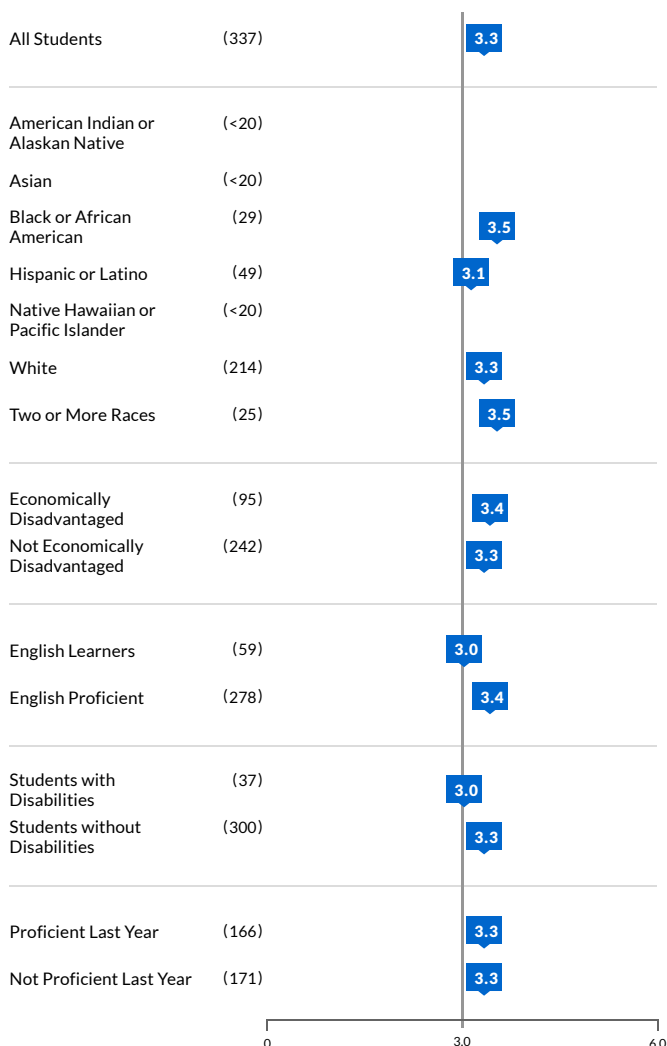 All Students (337) 3.3
American Indian or (<20)
Alaskan Native
Asian (<20)
Black or African (29) 3.5
American
Hispanic or Latino (49) 3.1
Native Hawaiian or (<20)
Pacific Islander
White (214) 3.3
Two or More Races (25) 3.5
Economically (95) 3.4
Disadvantaged
Not Economically (242) 3.3
Disadvantaged
English Learners (59) 3.0
English Proficient (278) 3.4
Students with (37) 3.0
Disabilities
Students without (300) 3.3
Disabilities
Proficient Last Year (166) 3.3
Not Proficient Last Year (171) 3.3
0 3.0 6.0